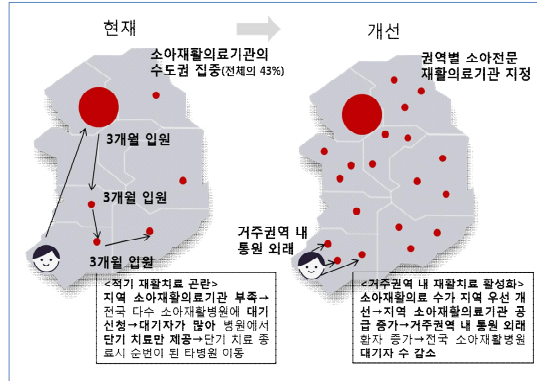 현재
개선
소아재활의료기관의
수도권 집중(전체의 43%)
3개월 입원
3개월 입원
3개월 입원
<적기 재활치료 곤란>
지역 소아재활의료기관 부족→
전국 다수 소아재활병원에 대기
신청→대기자가 많아 병원에서
단기 치료만 제공→단기 치료 종
료시 순번이 된 타병원 이동
권역별 소아전문
재활의료기관 지정
거주권역 내
통원 외래
<거주권역 내 재활치료 활성화>
소아재활의료 수가 지역 우선 개
선→지역 소아재활의료기관 공
급 증가→거주권역 내 통원 외래
환자 증가→전국 소아재활병원
대기자 수 감소